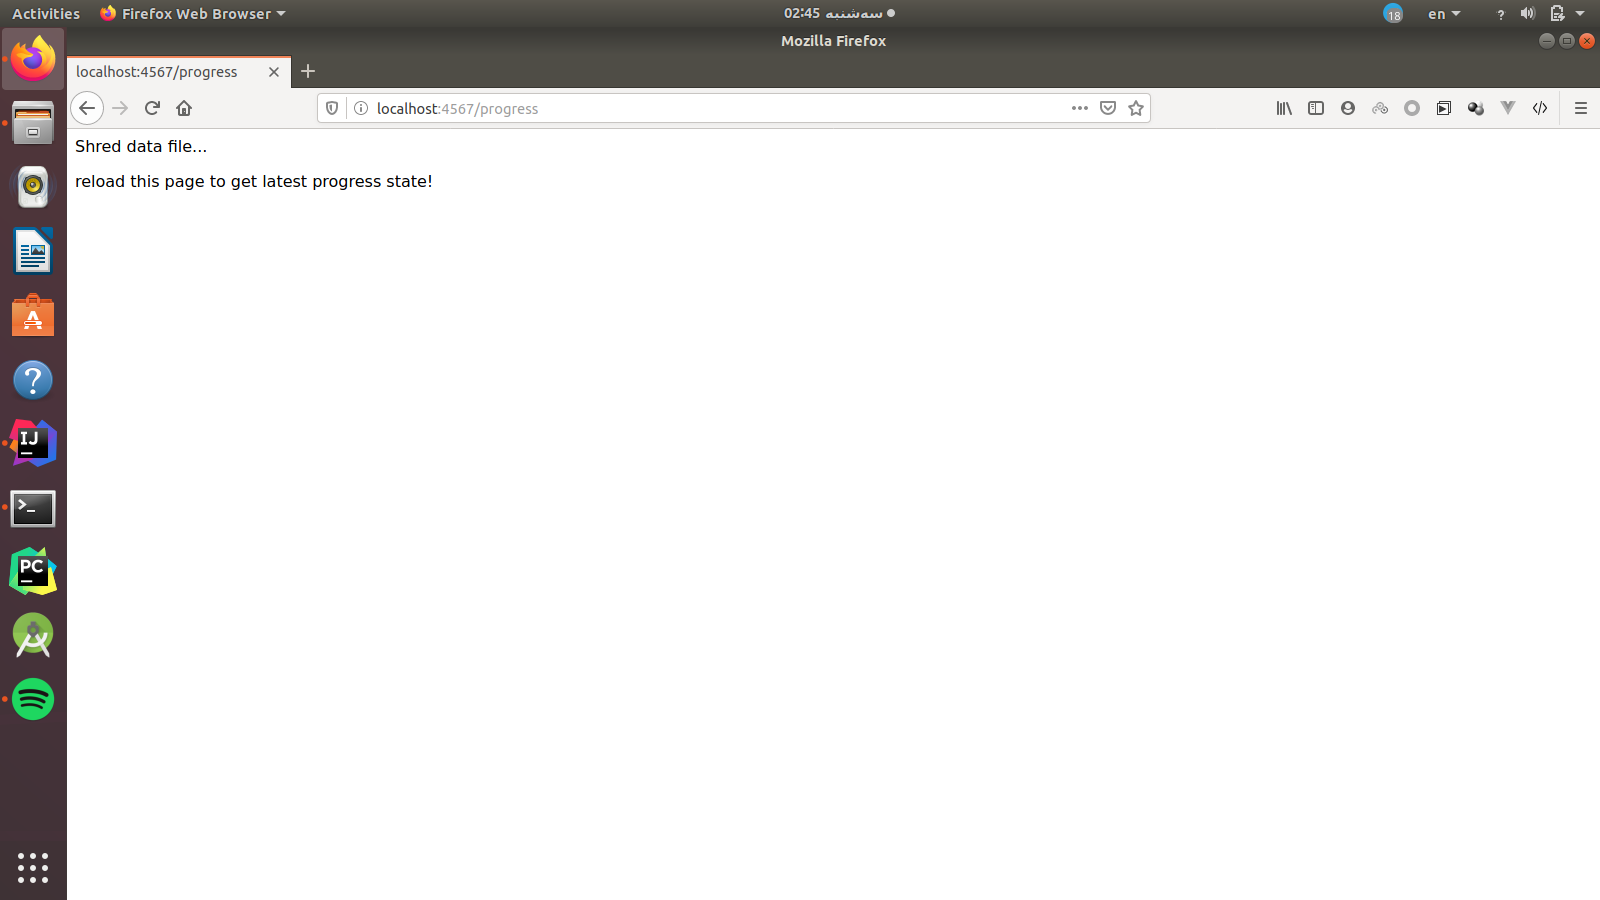 Activities Firefox Web Browser 02:45 سه‌شنبه 18 en ?
Mozilla Firefox
localhost:4567/progress
localhost:4567/progress
Shred data file...
reload this page to get latest progress state!
IJ
PC